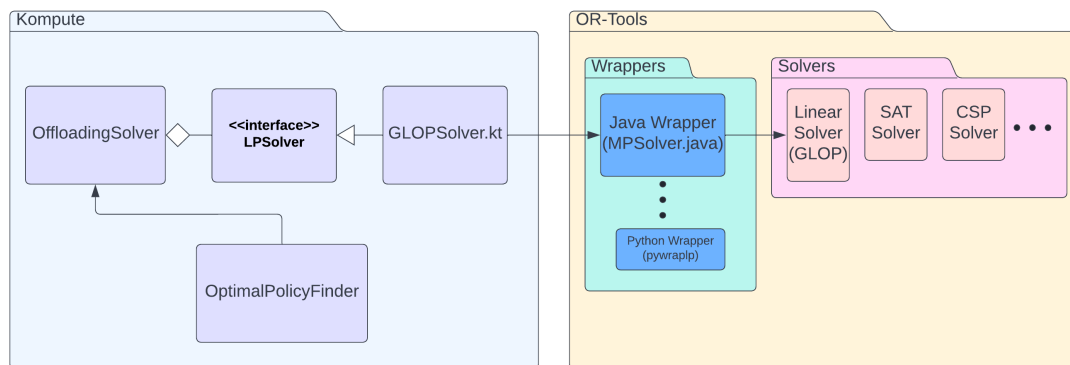 Kompute
OffloadingSolver
<<interface>>
LPSolver
GLOPSolver.kt
OptimalPolicyFinder
OR-Tools
Wrappers
Java Wrapper
(MPSolver.java)
Python Wrapper
(pywraplp)
Solvers
Linear
Solver
(GLOP)
SAT
Solver
CSP
Solver